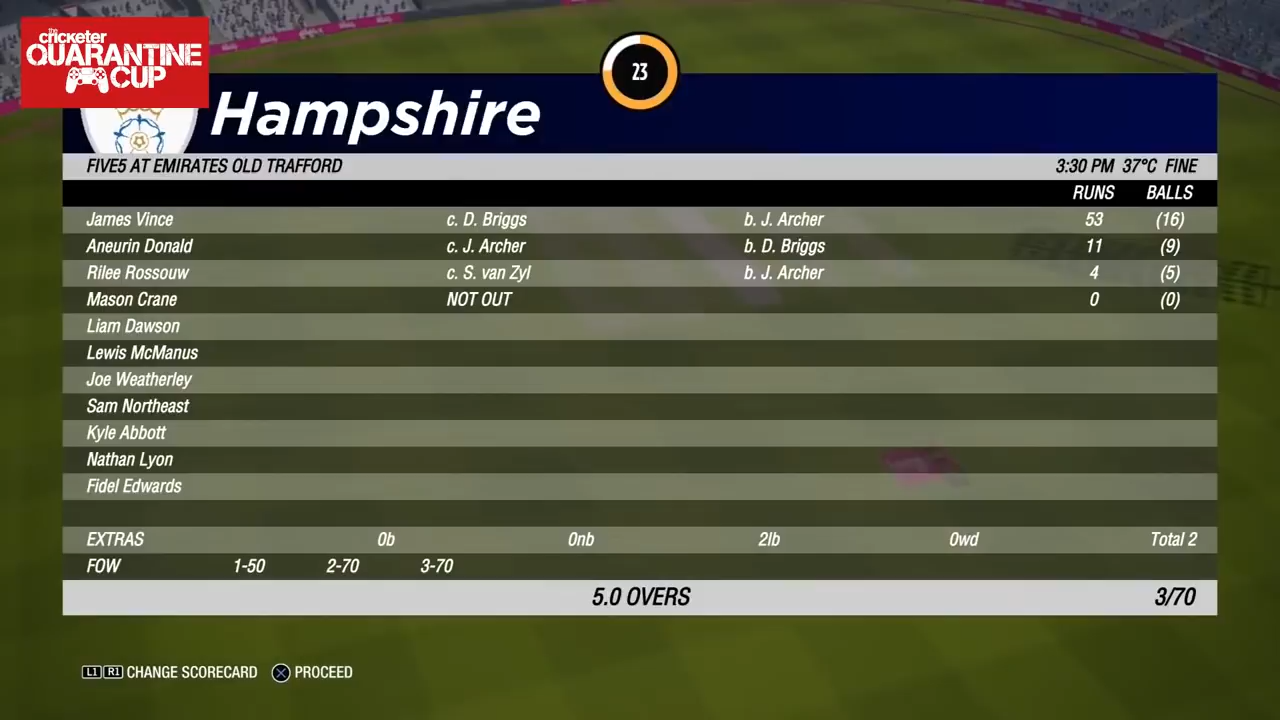 the cricketer
QUARANTINE
CUP
23
Hampshire
FIVE5 AT EMIRATES OLD TRAFFORD 3:30 PM 37°C FINE
RUNS BALLS
James Vince c. D. Briggs b. J. Archer 53 (16)
Aneurin Donald c. J. Archer b. D. Briggs 11 (9)
Rilee Rossouw c. S. van Zyl b. J. Archer 4 (5)
Mason Crane NOT OUT 0 (0)
Liam Dawson
Lewis McManus
Joe Weatherley
Sam Northeast
Kyle Abbott
Nathan Lyon
Fidel Edwards
EXTRAS 0b 0nb 2lb 0wd Total 2
FOW 1-50 2-70 3-70
5.0 OVERS 3/70
L1 R1 CHANGE SCORECARD PROCEED